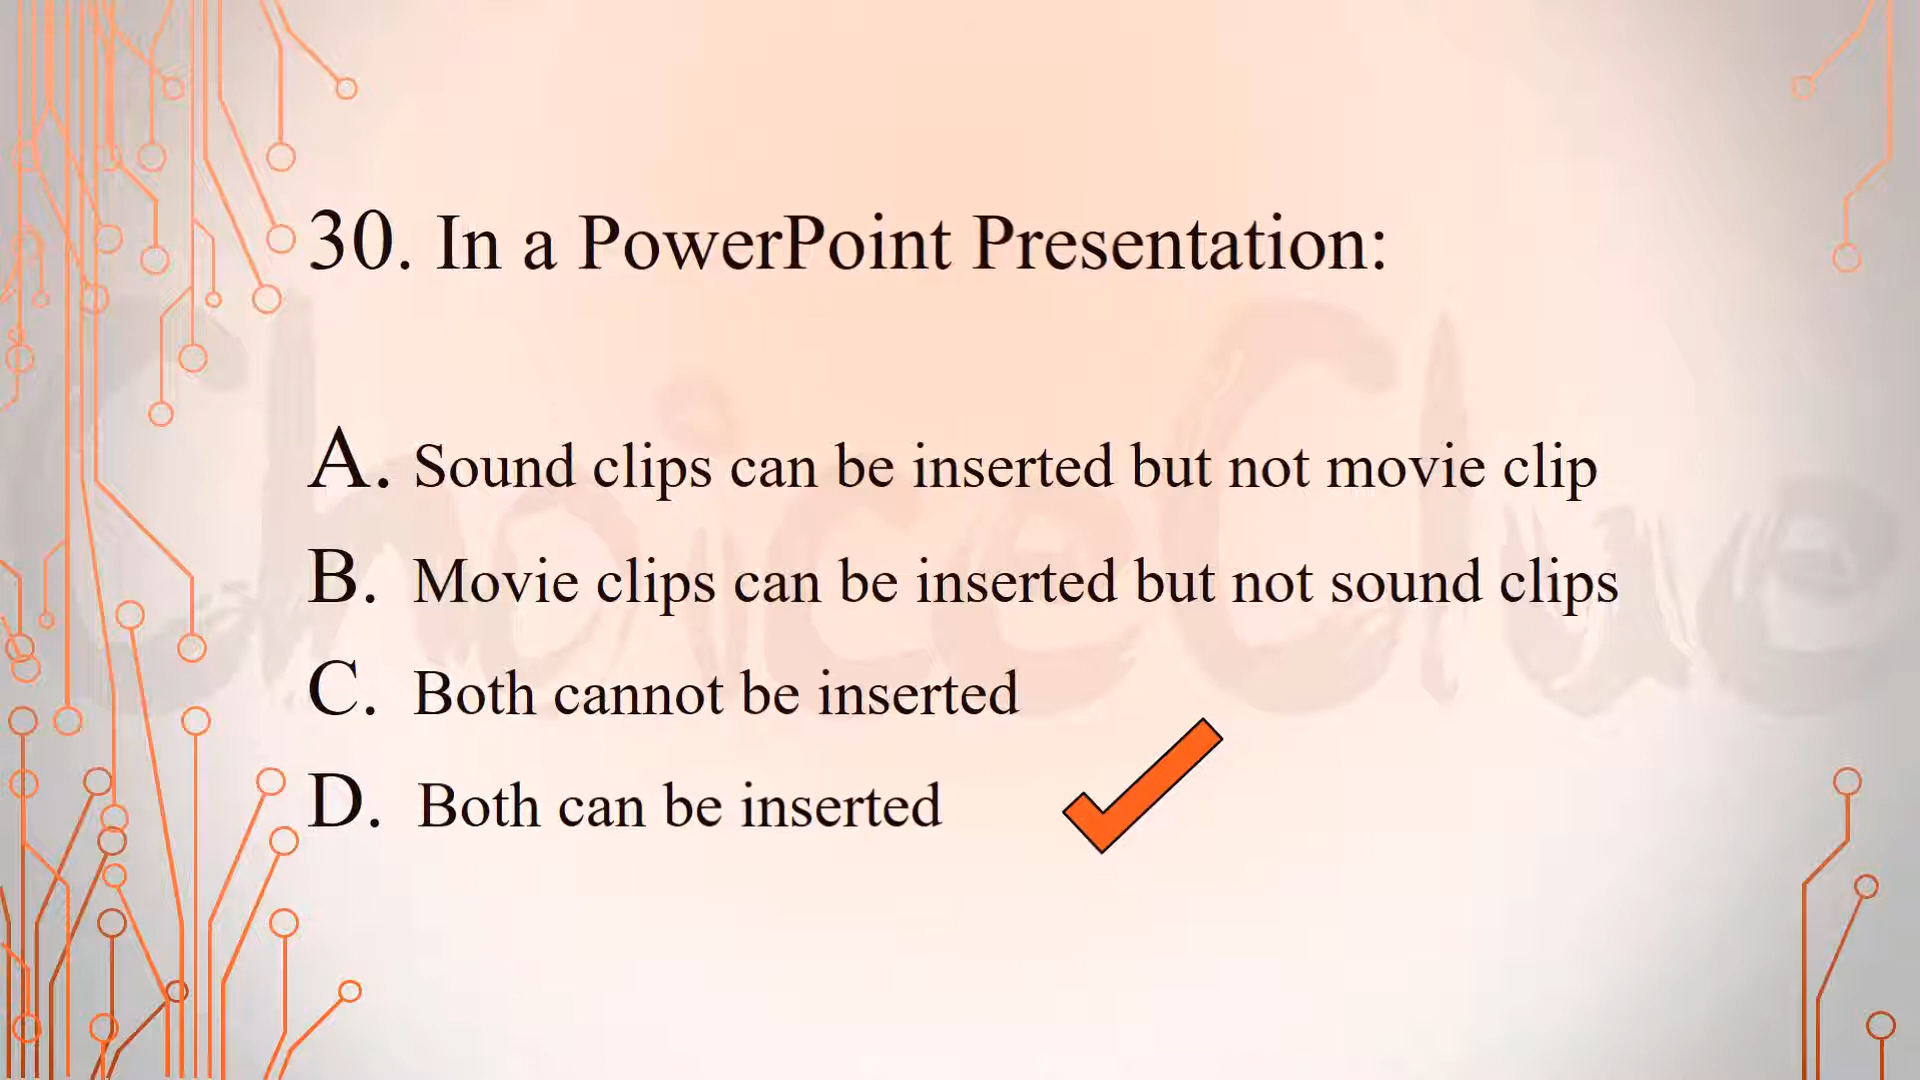 30. In a PowerPoint Presentation:
A. Sound clips can be inserted but not movie clip
B. Movie clips can be inserted but not sound clips
C. Both cannot be inserted
D. Both can be inserted
ChoiceClue